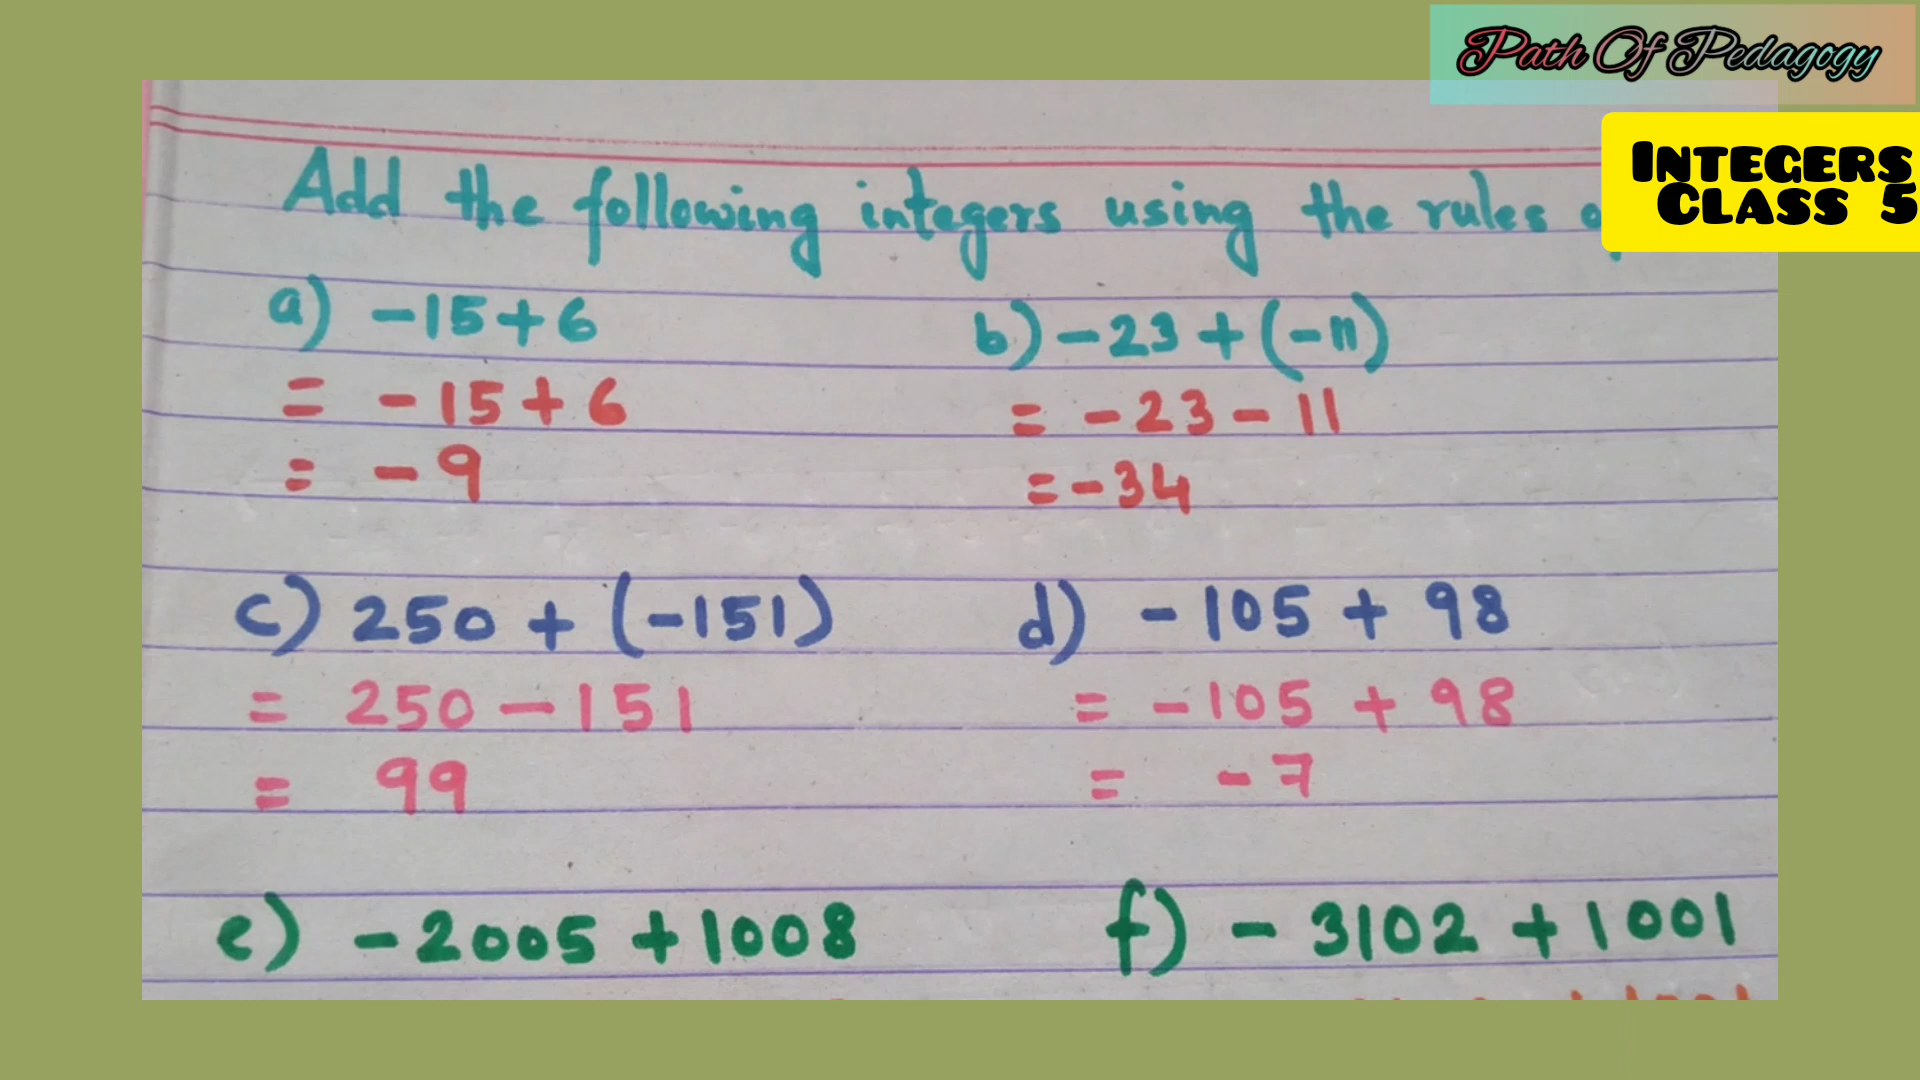 Path Of Pedagogy
INTEGERS
CLASS 5
Add the following integers using the rules
a) -15+6
= -15+6
= -9
b) -23 + (-11)
= -23 - 11
= -34
c) 250 + (-151)
= 250 - 151
= 99
d) -105 + 98
= -105 + 98
= -7
e) -2005 +1008
f) - 3102 + 1001